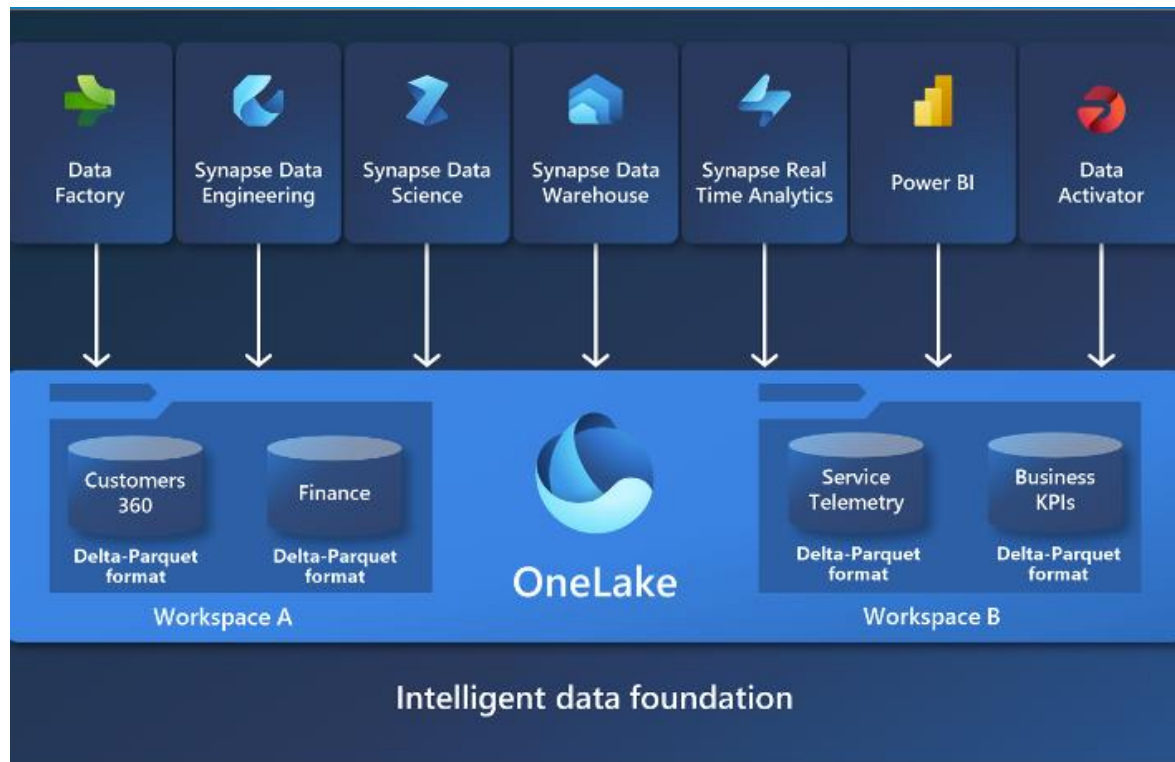 Data
Factory
Synapse Data
Engineering
Synapse Data
Science
Synapse Data
Warehouse
Synapse Real
Time Analytics
Power BI
Data
Activator
Customers
360
Delta-Parquet
format
Finance
Delta-Parquet
format
Workspace A
OneLake
Service
Telemetry
Delta-Parquet
format
Business
KPIs
Delta-Parquet
format
Workspace B
Intelligent data foundation